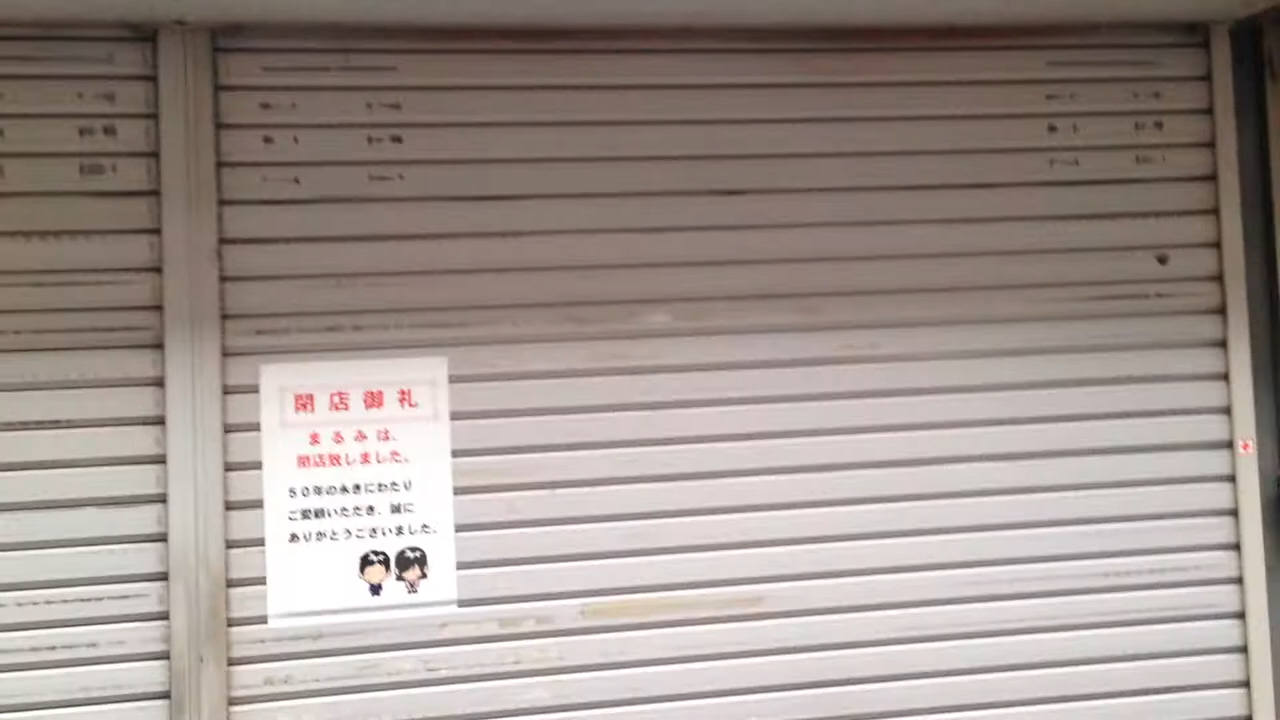 閉店御礼
まるみは、
閉店致しました。
50年の永きにわたり
ご愛顧いただき、誠に
ありがとうございました。